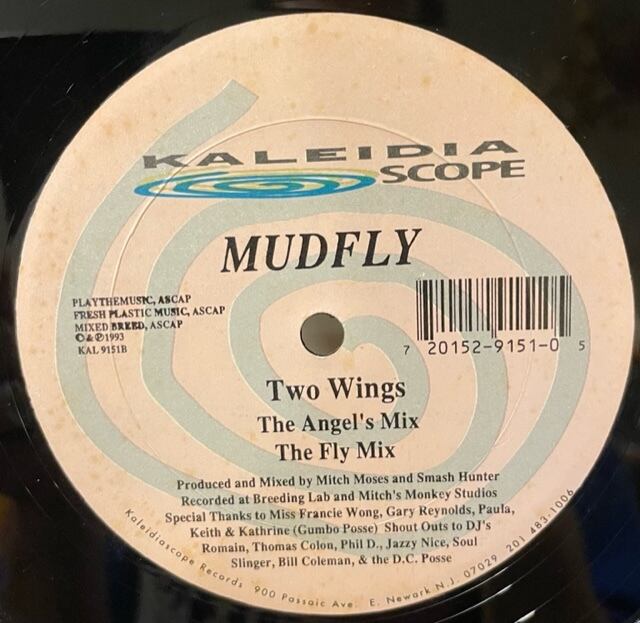 KALEIDIA
SCOPE
MUDFLY
PLAYTHEMUSIC, ASCAP
FRESH PLASTIC MUSIC, ASCAP
MIXED BREED, ASCAP
©&℗1993
KAL 9151B
7 20152-9151-0 5
Two Wings
The Angel's Mix
The Fly Mix
Produced and Mixed by Mitch Moses and Smash Hunter
Recorded at Breeding Lab and Mitch's Monkey Studios
Special Thanks to Miss Francie Wong, Gary Reynolds, Paula,
Keith & Kathrine (Gumbo Posse) Shout Outs to DJ's
Romain, Thomas Colon, Phil D., Jazzy Nice, Soul
Slinger, Bill Coleman, & the D.C. Posse
Kaleidiascope Records 900 Passaic Ave. E. Newark N.J. 07029 201 483-1006